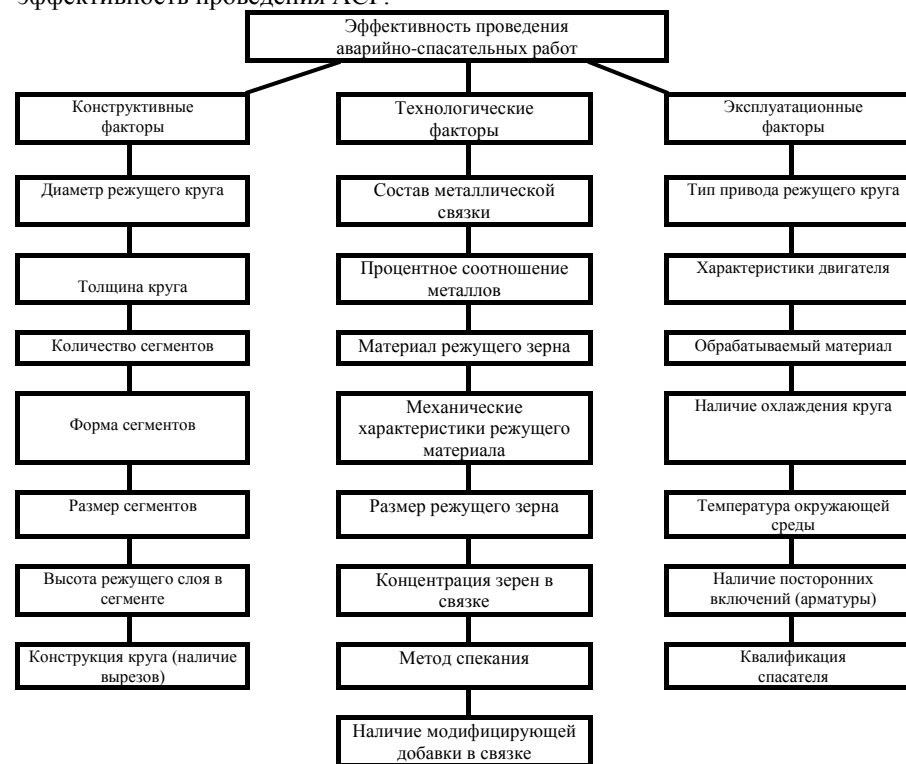 эффективность проведения АСР:
Эффективность проведения
аварийно-спасательных работ
Конструктивные
факторы
Диаметр режущего круга
Толщина круга
Количество сегментов
Форма сегментов
Размер сегментов
Высота режущего слоя в
сегменте
Конструкция круга (наличие
вырезов)
Технологические
факторы
Состав металлической
связки
Процентное соотношение
металлов
Материал режущего зерна
Механические
характеристики режущего
материала
Размер режущего зерна
Концентрация зерен в
связке
Метод спекания
Наличие модифицирующей
добавки в связке
Эксплуатационные
факторы
Тип привода режущего круга
Характеристики двигателя
Обрабатываемый материал
Наличие охлаждения круга
Температура окружающей
среды
Наличие посторонних
включений (арматуры)
Квалификация
спасателя